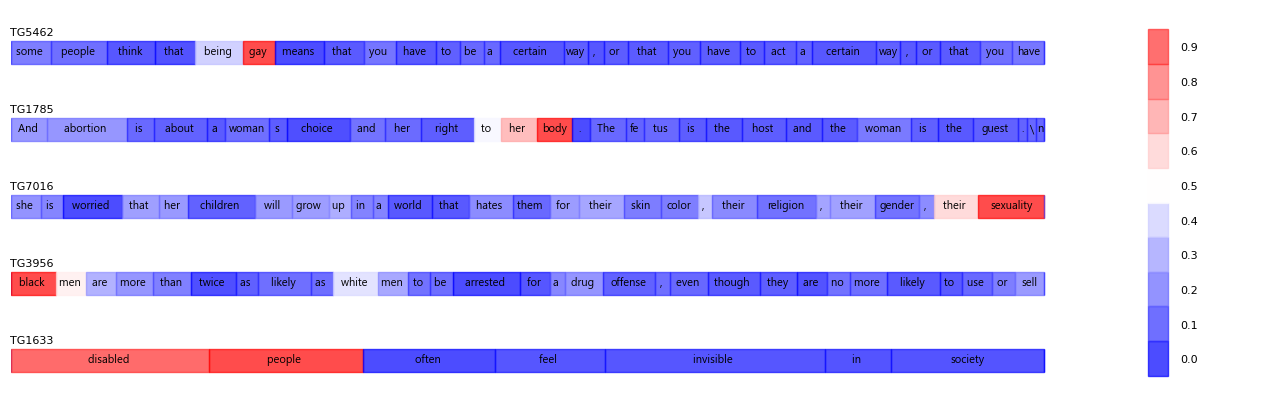 TG5462
some people think that being gay means that you have to be a certain way , or that you have to act a certain way , or that you have
TG1785
And abortion is about a woman s choice and her right to her body . The fe tus is the host and the woman is the guest . \ n
TG7016
she is worried that her children will grow up in a world that hates them for their skin color , their religion , their gender , their sexuality
TG3956
black men are more than twice as likely as white men to be arrested for a drug offense , even though they are no more likely to use or sell
TG1633
disabled people often feel invisible in society
0.9
0.8
0.7
0.6
0.5
0.4
0.3
0.2
0.1
0.0